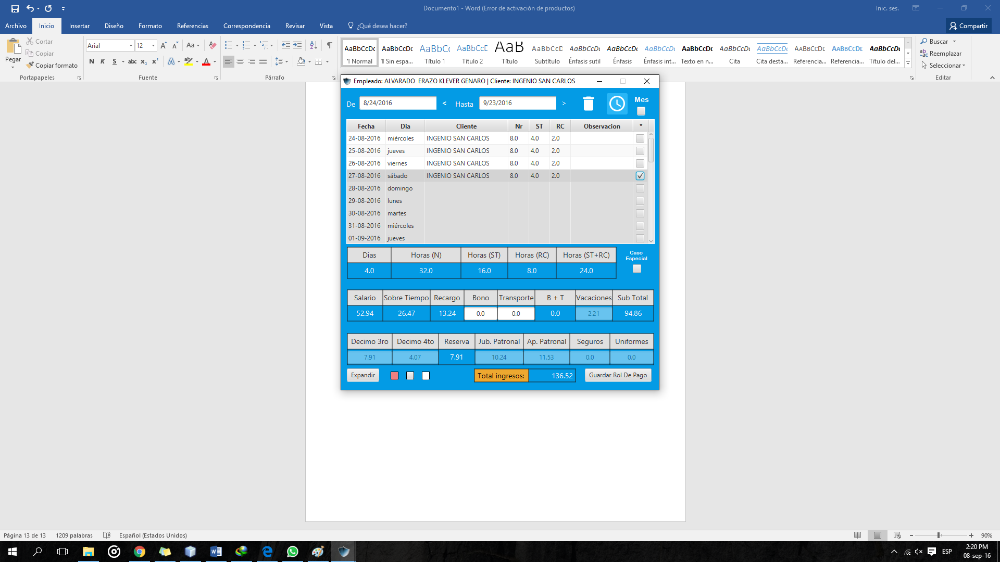 Documento1 - Word (Error de activación de productos)
Inic. ses.
Archivo Inicio Insertar Diseño Formato Referencias Correspondencia Revisar Vista ¿Qué desea hacer? Compartir
Pegar
Cortar
Copiar
Copiar formato
Portapapeles
Arial 12
Aa
N K S abc x₂ x²
A A
Fuente
Párrafo
AaBbCcDc AaBbCcDc AaBbCc AaBbCcD AaB AaBbCcD AaBbCcDc AaBbCcDc AaBbCcDc AaBbCcDc AaBbCcDc AaBbCcDc AABBCCDE AABBCCDE AaBbCcDc
¶ Normal ¶ Sin espa... Título 1 Título 2 Título Subtítulo Énfasis sutil Énfasis Énfasis int... Texto en n... Cita Cita desta... Referencia... Referenc​ia... Título del...
Buscar
Reemplazar
Seleccionar
Editar
Empleado: ALVARADO ERAZO KLEVER GENARO | Cliente: INGENIO SAN CARLOS
De 8/24/2016 < Hasta 9/23/2016 > Mes
Fecha Dia Cliente Nr ST RC Observacion *
24-08-2016 miércoles INGENIO SAN CARLOS 8.0 4.0 2.0
25-08-2016 jueves INGENIO SAN CARLOS 8.0 4.0 2.0
26-08-2016 viernes INGENIO SAN CARLOS 8.0 4.0 2.0
27-08-2016 sábado INGENIO SAN CARLOS 8.0 4.0 2.0
28-08-2016 domingo
29-08-2016 lunes
30-08-2016 martes
31-08-2016 miércoles
01-09-2016 jueves
Dias Horas (N) Horas (ST) Horas (RC) Horas (ST+RC)
4.0 32.0 16.0 8.0 24.0
Caso
Especial
Salario Sobre Tiempo Recargo Bono Transporte B + T Vacaciones Sub Total
52.94 26.47 13.24 0.0 0.0 0.0 2.21 94.86
Decimo 3ro Decimo 4to Reserva Jub. Patronal Ap. Patronal Seguros Uniformes
7.91 4.07 7.91 10.24 11.53 0.0 0.0
Expandir Total ingresos: 136.52 Guardar Rol De Pago
Página 13 de 13 1209 palabras Español (Estados Unidos) 90%
ESP
2:20 PM
08-sep-16